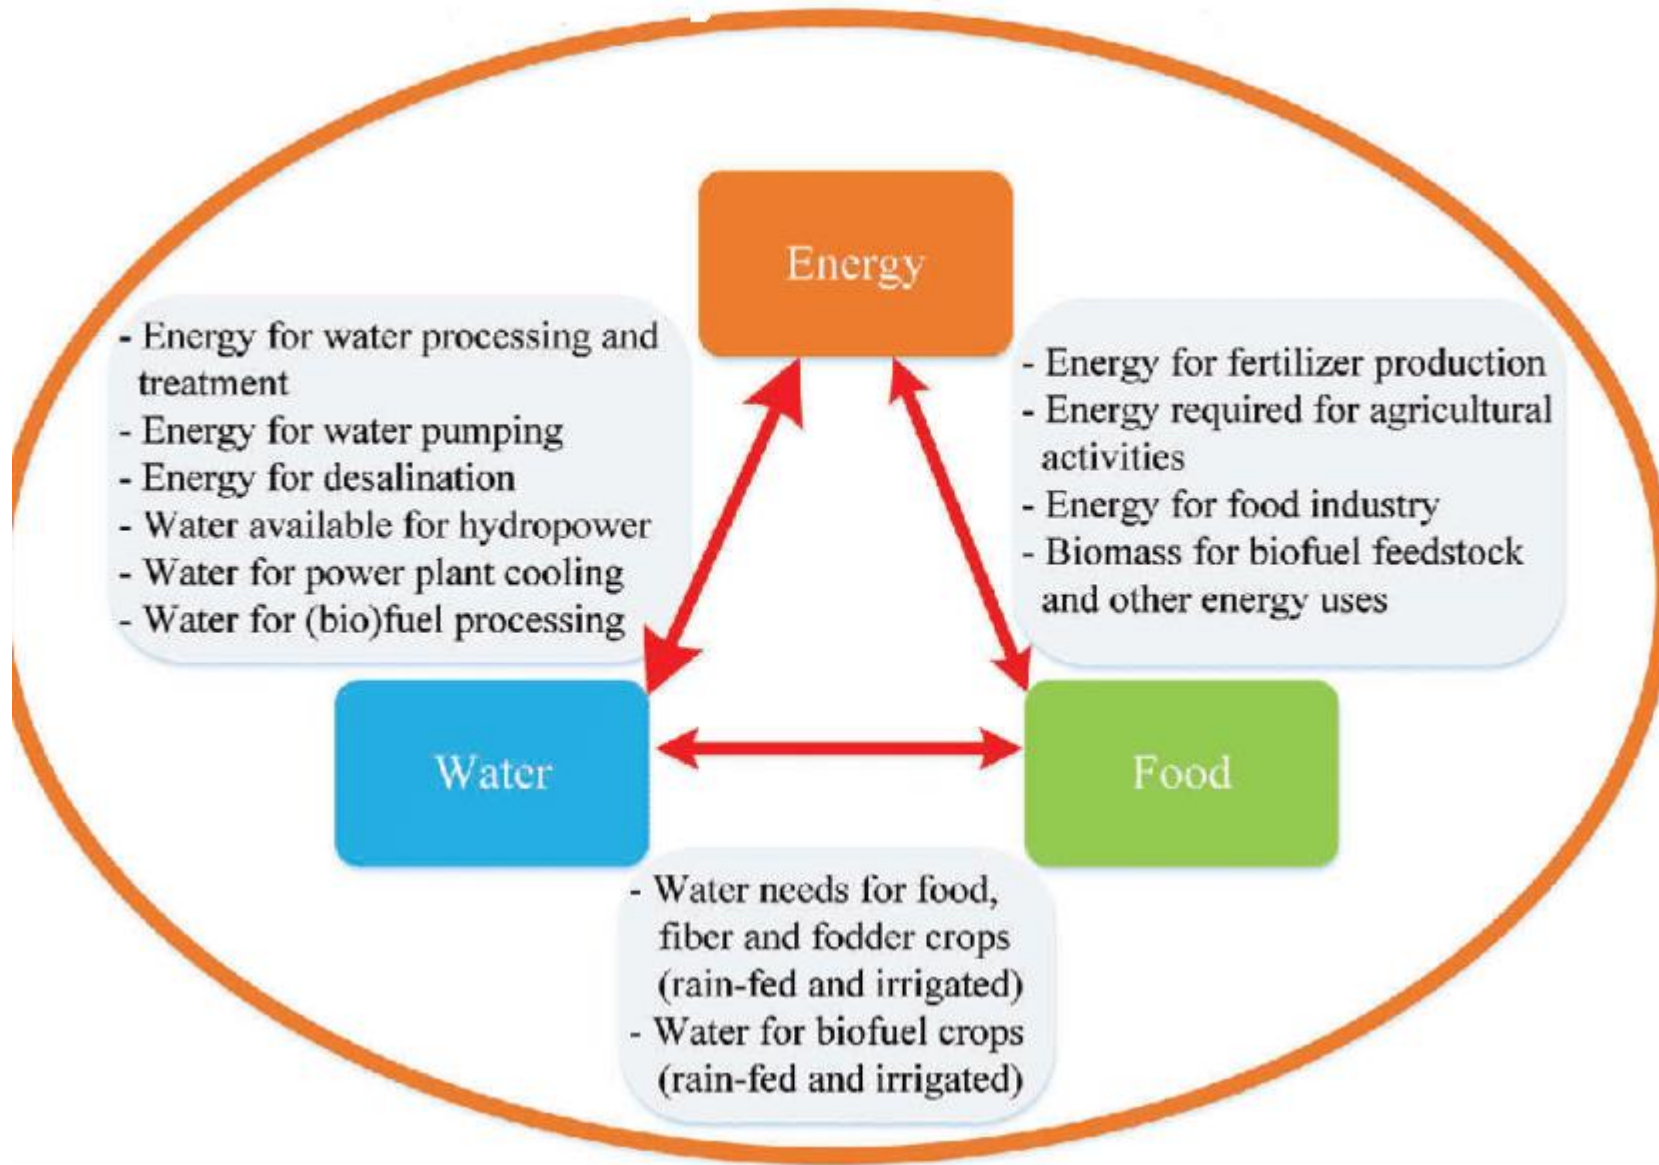 Energy
- Energy for water processing and
treatment
- Energy for water pumping
- Energy for desalination
- Water available for hydropower
- Water for power plant cooling
- Water for (bio)fuel processing
- Energy for fertilizer production
- Energy required for agricultural
activities
- Energy for food industry
- Biomass for biofuel feedstock
and other energy uses
Water
Food
- Water needs for food,
fiber and fodder crops
(rain-fed and irrigated)
- Water for biofuel crops
(rain-fed and irrigated)